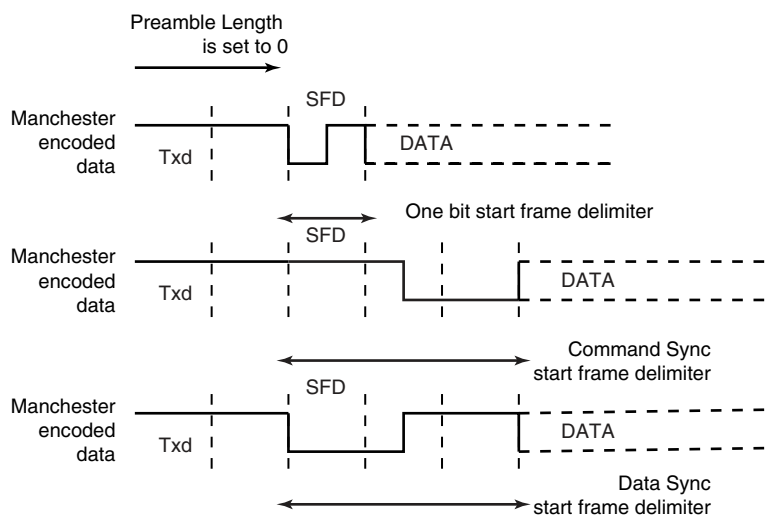 Preamble Length
is set to 0
SFD
Manchester
encoded
data
Txd
DATA
One bit start frame delimiter
SFD
Manchester
encoded
data
Txd
DATA
Command Sync
start frame delimiter
SFD
Manchester
encoded
data
Txd
DATA
Data Sync
start frame delimiter